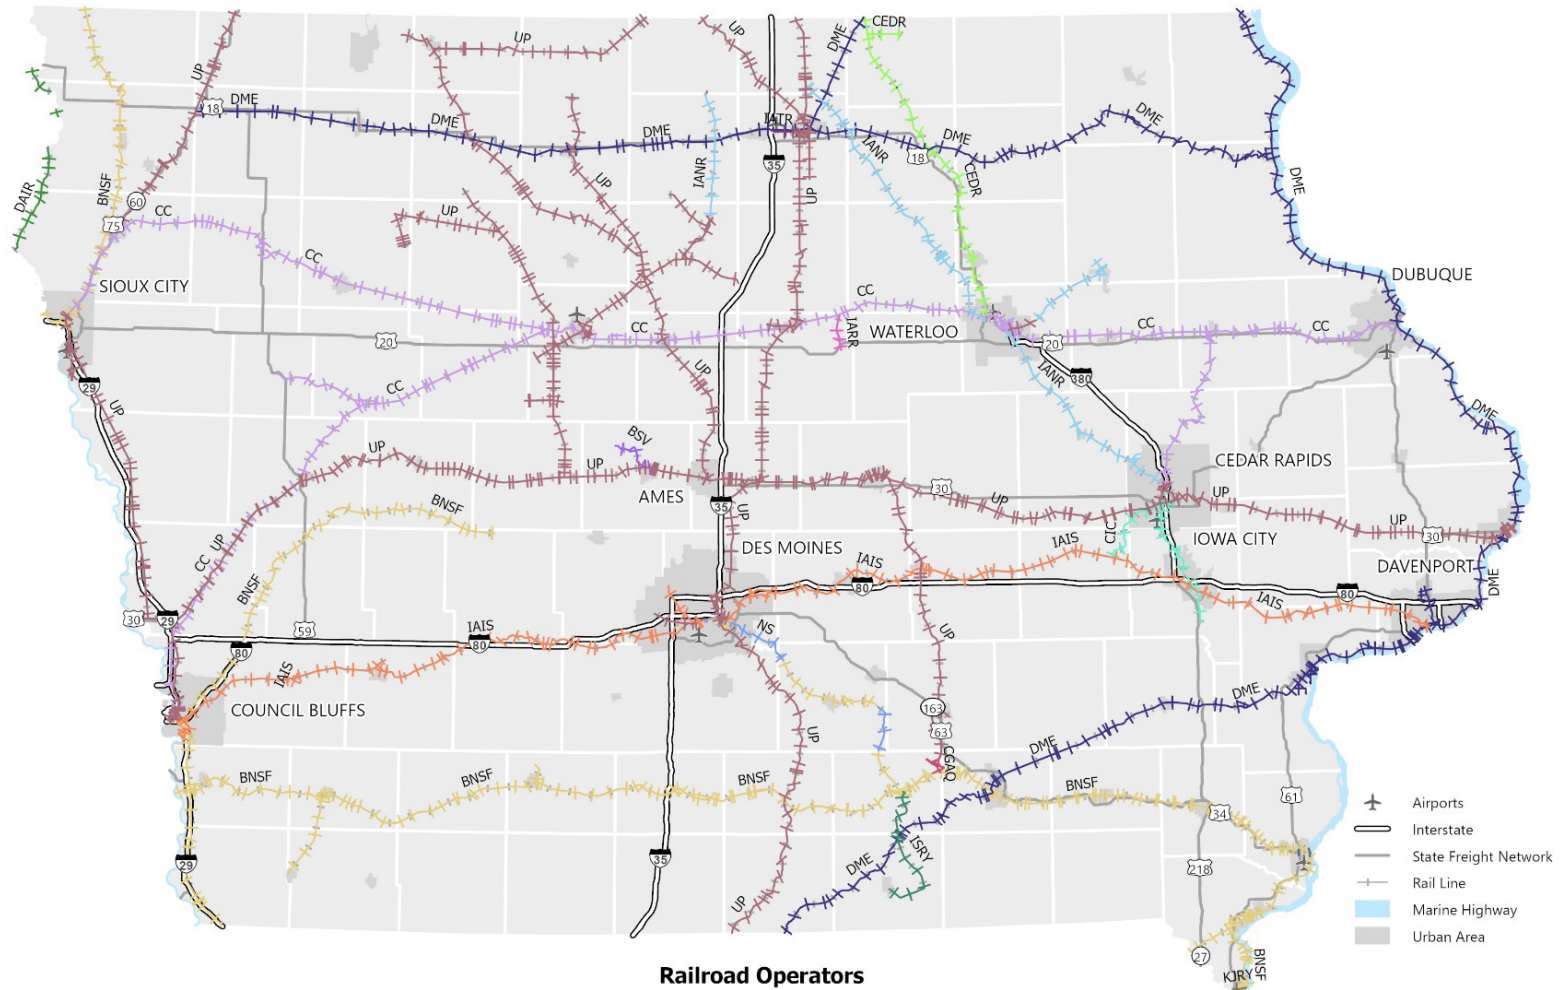 CEDR
UP
UP
DME
UP
18
DME
DME
DME
IATR
DME
DME
IANR
18
35
IANR
CEDR
UP
UP
DME
BNSF
DAIR
60
75
CC
UP
CC
DUBUQUE
SIOUX CITY
CC
CC
IARR
WATERLOO
CC
CC
20
20
UP
IANR
380
29
CC
UP
DME
BSV
UP
UP
CEDAR RAPIDS
AMES
30
UP
UP
35
UP
BNSF
UP
30
CIC
IOWA CITY
IAIS
DES MOINES
UP
CC
IAIS
DAVENPORT
BNSF
80
80
DME
IAIS
30
29
59
IAIS
NS
UP
80
80
IAIS
DME
COUNCIL BLUFFS
163
63
UP
DME
CGAQ
BNSF
BNSF
BNSF
BNSF
61
34
Airports
Interstate
ISRY
29
35
DME
218
State Freight Network
Rail Line
UP
Marine Highway
Urban Area
27
BNSF
KJRY
Railroad Operators